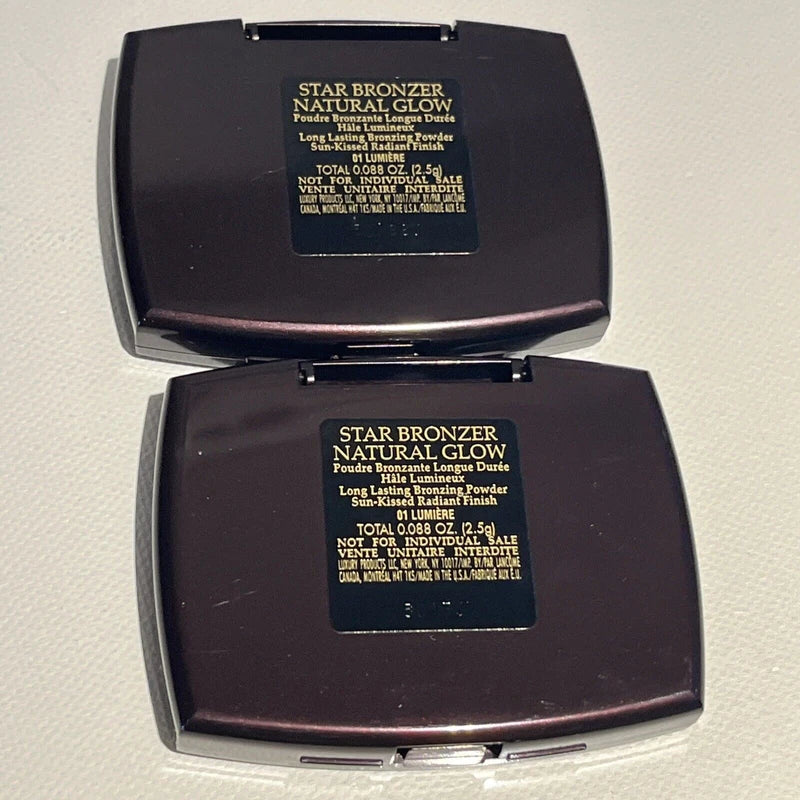 STAR BRONZER
NATURAL GLOW
Poudre Bronzante Longue Durée
Hâle Lumineux
Long Lasting Bronzing Powder
Sun-Kissed Radiant Finish
01 LUMIÈRE
TOTAL 0.088 OZ. (2.5g)
NOT FOR INDIVIDUAL SALE
VENTE UNITAIRE INTERDITE
LUXURY PRODUCTS LLC, NEW YORK, NY 10017/IMP. BY/PAR LANCÔME
CANADA, MONTRÉAL H4T 1K5/MADE IN THE U.S.A./FABRIQUÉ AUX É.U.
STAR BRONZER
NATURAL GLOW
Poudre Bronzante Longue Durée
Hâle Lumineux
Long Lasting Bronzing Powder
Sun-Kissed Radiant Finish
01 LUMIÈRE
TOTAL 0.088 OZ. (2.5g)
NOT FOR INDIVIDUAL SALE
VENTE UNITAIRE INTERDITE
LUXURY PRODUCTS LLC, NEW YORK, NY 10017/IMP. BY/PAR LANCÔME
CANADA, MONTRÉAL H4T 1K5/MADE IN THE U.S.A./FABRIQUÉ AUX É.U.